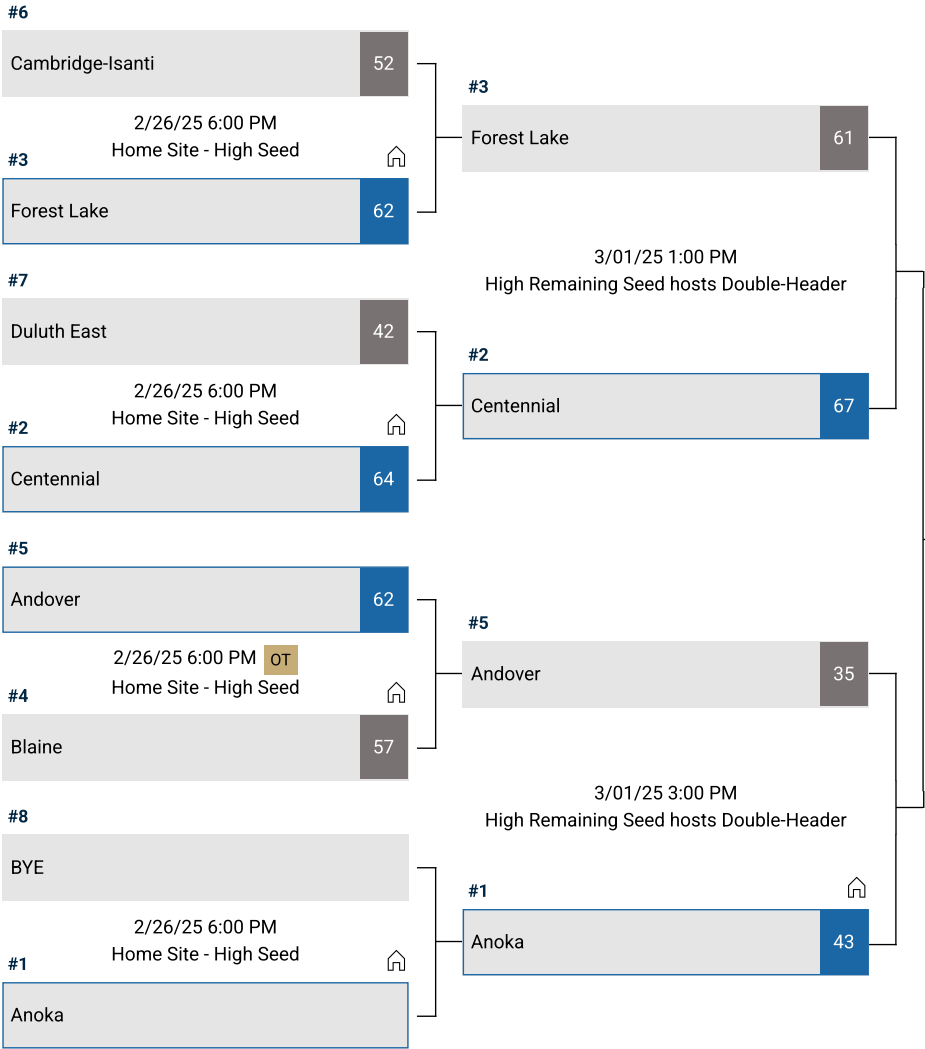 #6
Cambridge-Isanti 52
2/26/25 6:00 PM
Home Site - High Seed
#3
Forest Lake 62
#7
Duluth East 42
2/26/25 6:00 PM
Home Site - High Seed
#2
Centennial 64
#5
Andover 62
2/26/25 6:00 PM OT
Home Site - High Seed
#4
Blaine 57
#8
BYE
2/26/25 6:00 PM
Home Site - High Seed
#1
Anoka
#3
Forest Lake 61
3/01/25 1:00 PM
High Remaining Seed hosts Double-Header
#2
Centennial 67
#5
Andover 35
3/01/25 3:00 PM
High Remaining Seed hosts Double-Header
#1
Anoka 43